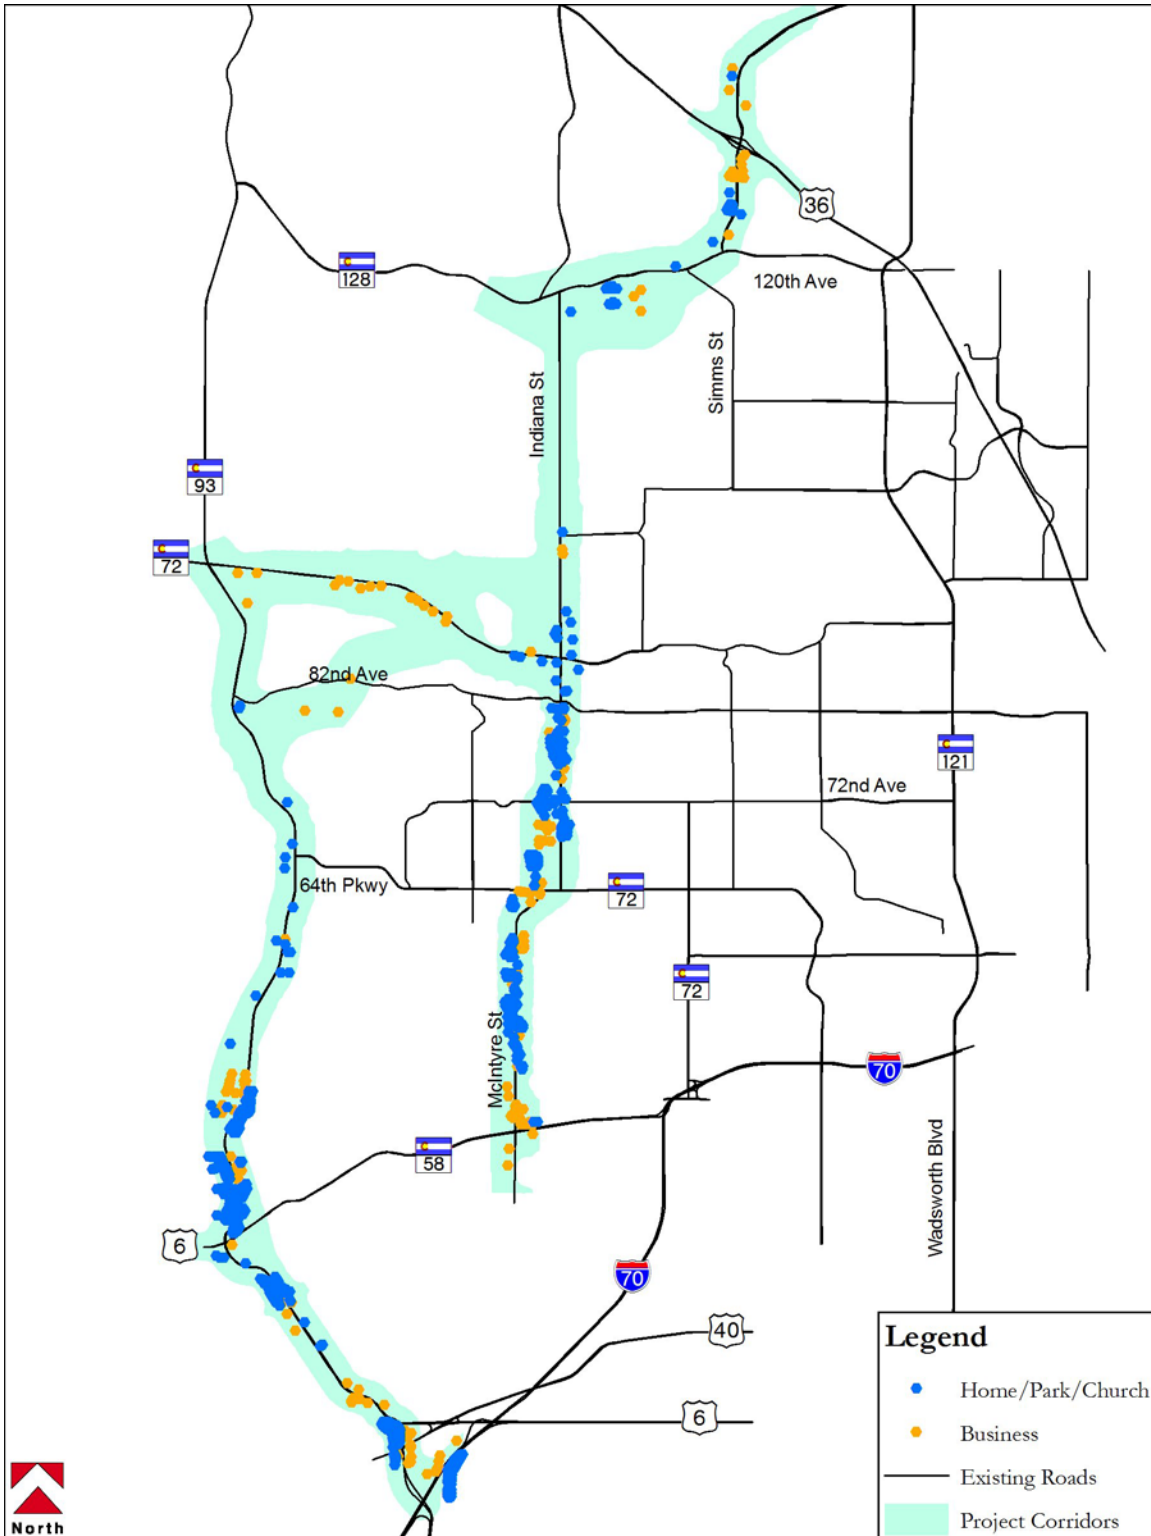 36
128
120th Ave
Simms St
Indiana St
93
72
82nd Ave
121
72nd Ave
64th Pkwy
72
72
McIntyre St
70
58
Wadsworth Blvd
6
70
40
6
Legend
Home/Park/Church
Business
Existing Roads
Project Corridors
North